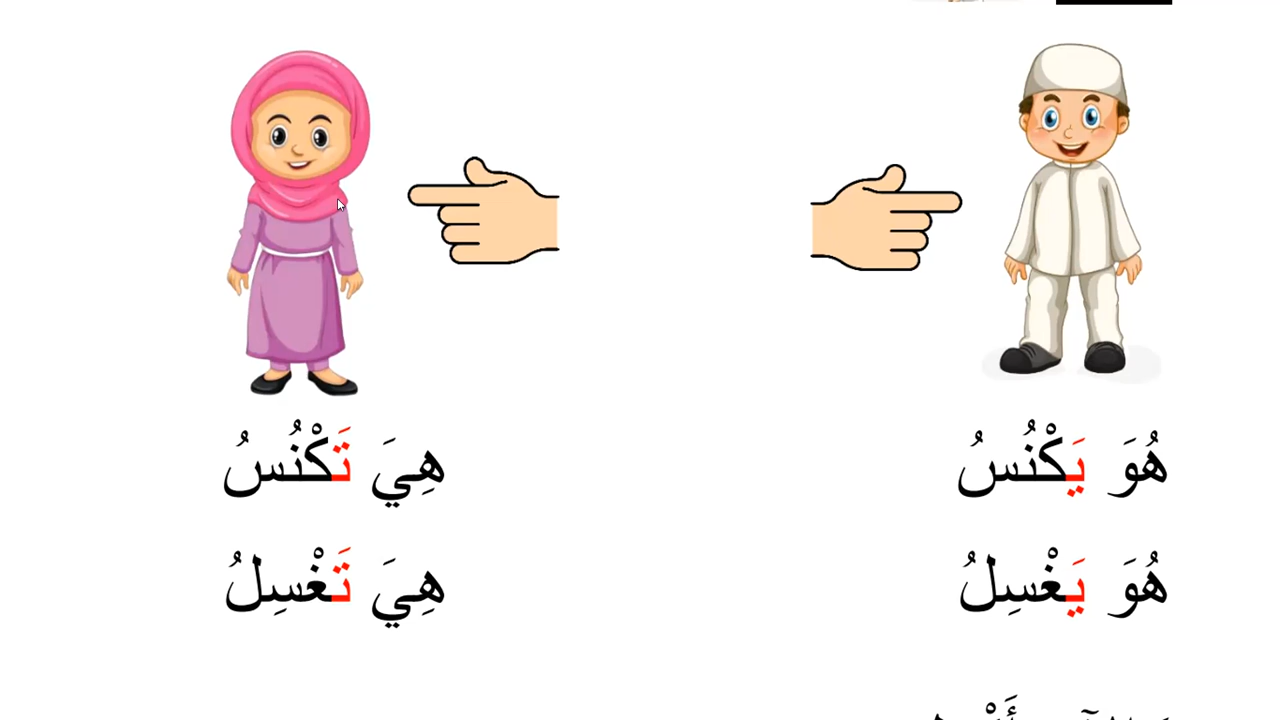 هُوَ يَكْنُسُ
هِيَ تَكْنُسُ
هُوَ يَغْسِلُ
هِيَ تَغْسِلُ